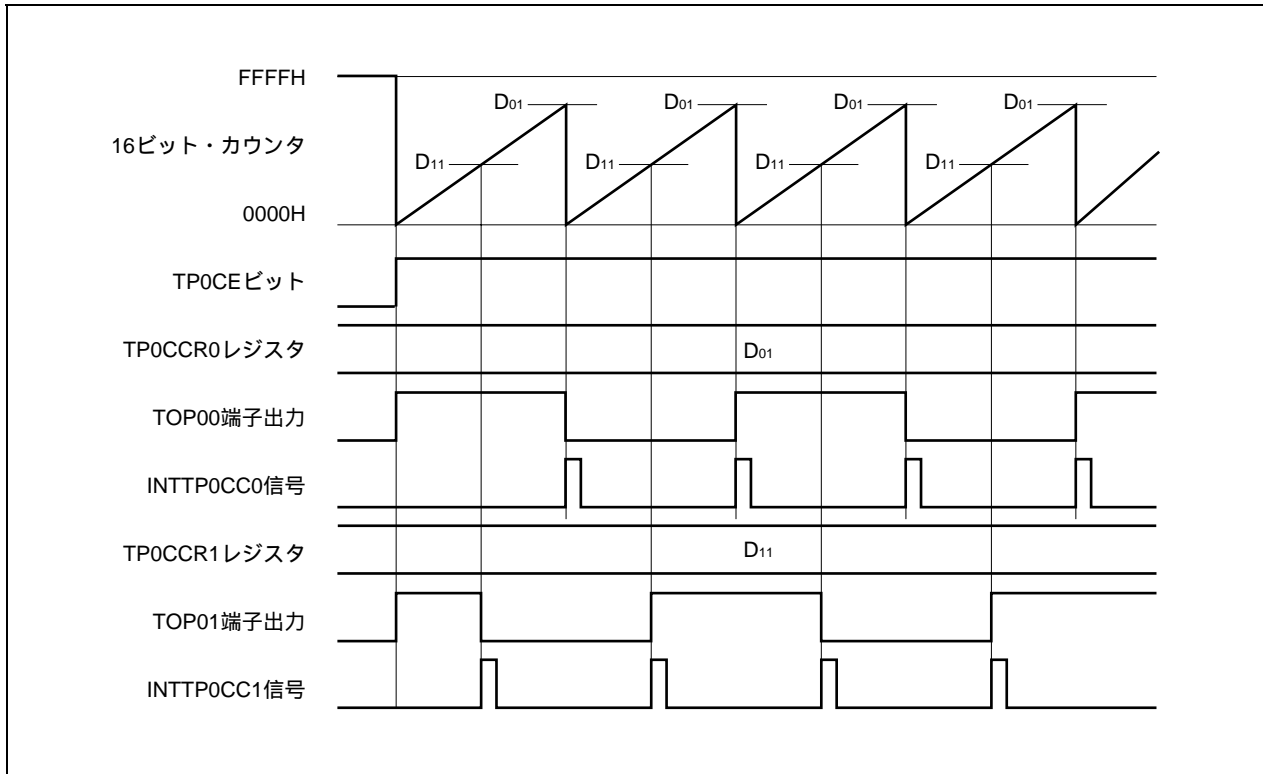 FFFFH
D01 D01 D01 D01
16ビット・カウンタ
D11 D11 D11 D11
0000H
TP0CEビット
TP0CCR0レジスタ D01
TOP00端子出力
INTTP0CC0信号
TP0CCR1レジスタ D11
TOP01端子出力
INTTP0CC1信号